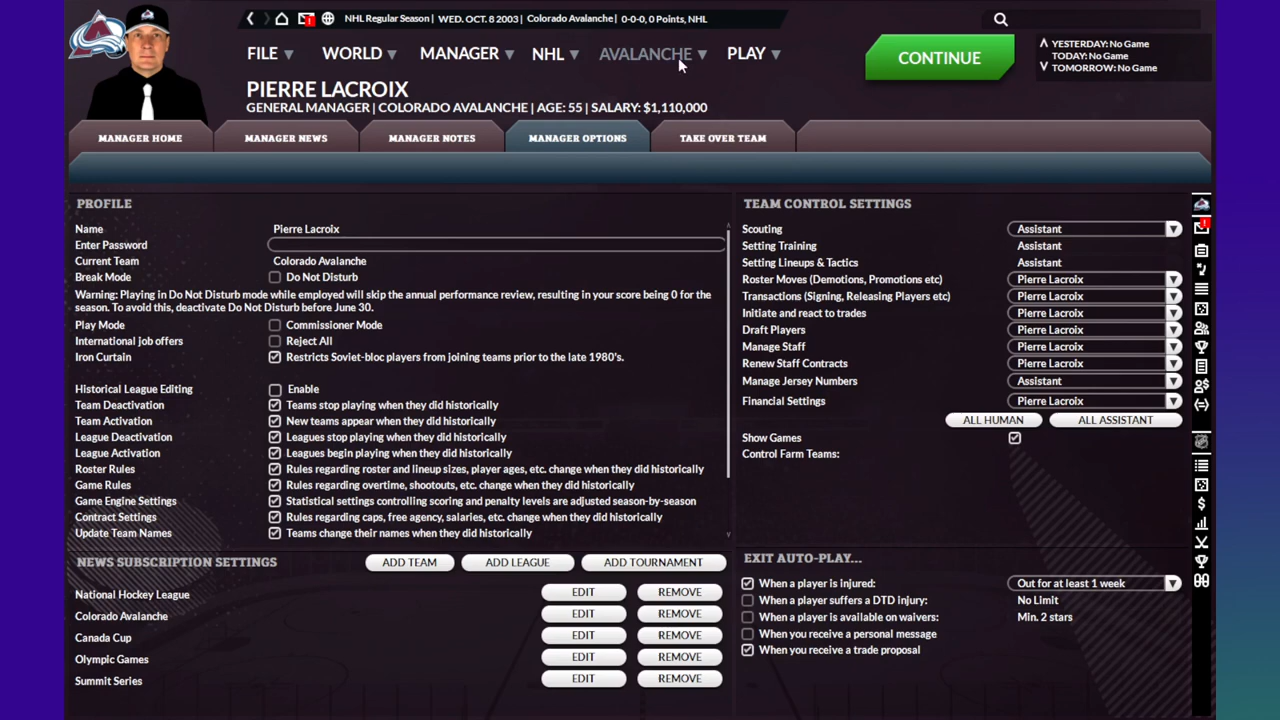 NHL Regular Season | WED. OCT. 8 2003 | Colorado Avalanche | 0-0-0, 0 Points, NHL
FILE WORLD MANAGER NHL AVALANCHE PLAY
CONTINUE
YESTERDAY: No Game
TODAY: No Game
TOMORROW: No Game
PIERRE LACROIX
GENERAL MANAGER | COLORADO AVALANCHE | AGE: 55 | SALARY: $1,110,000
MANAGER HOME MANAGER NEWS MANAGER NOTES MANAGER OPTIONS TAKE OVER TEAM
PROFILE
Name Pierre Lacroix
Enter Password
Current Team Colorado Avalanche
Break Mode Do Not Disturb
Warning: Playing in Do Not Disturb mode while employed will skip the annual performance review, resulting in your score being 0 for the
season. To avoid this, deactivate Do Not Disturb before June 30.
Play Mode Commissioner Mode
International job offers Reject All
Iron Curtain Restricts Soviet-bloc players from joining teams prior to the late 1980's.
Historical League Editing Enable
Team Deactivation Teams stop playing when they did historically
Team Activation New teams appear when they did historically
League Deactivation Leagues stop playing when they did historically
League Activation Leagues begin playing when they did historically
Roster Rules Rules regarding roster and lineup sizes, player ages, etc. change when they did historically
Game Rules Rules regarding overtime, shootouts, etc. change when they did historically
Game Engine Settings Statistical settings controlling scoring and penalty levels are adjusted season-by-season
Contract Settings Rules regarding caps, free agency, salaries, etc. change when they did historically
Update Team Names Teams change their names when they did historically
TEAM CONTROL SETTINGS
Scouting Assistant
Setting Training Assistant
Setting Lineups & Tactics Assistant
Roster Moves (Demotions, Promotions etc) Pierre Lacroix
Transactions (Signing, Releasing Players etc) Pierre Lacroix
Initiate and react to trades Pierre Lacroix
Draft Players Pierre Lacroix
Manage Staff Pierre Lacroix
Renew Staff Contracts Pierre Lacroix
Manage Jersey Numbers Assistant
Financial Settings Pierre Lacroix
ALL HUMAN ALL ASSISTANT
Show Games
Control Farm Teams:
NEWS SUBSCRIPTION SETTINGS ADD TEAM ADD LEAGUE ADD TOURNAMENT
National Hockey League EDIT REMOVE
Colorado Avalanche EDIT REMOVE
Canada Cup EDIT REMOVE
Olympic Games EDIT REMOVE
Summit Series EDIT REMOVE
EXIT AUTO-PLAY...
When a player is injured: Out for at least 1 week
When a player suffers a DTD injury: No Limit
When a player is available on waivers: Min. 2 stars
When you receive a personal message
When you receive a trade proposal